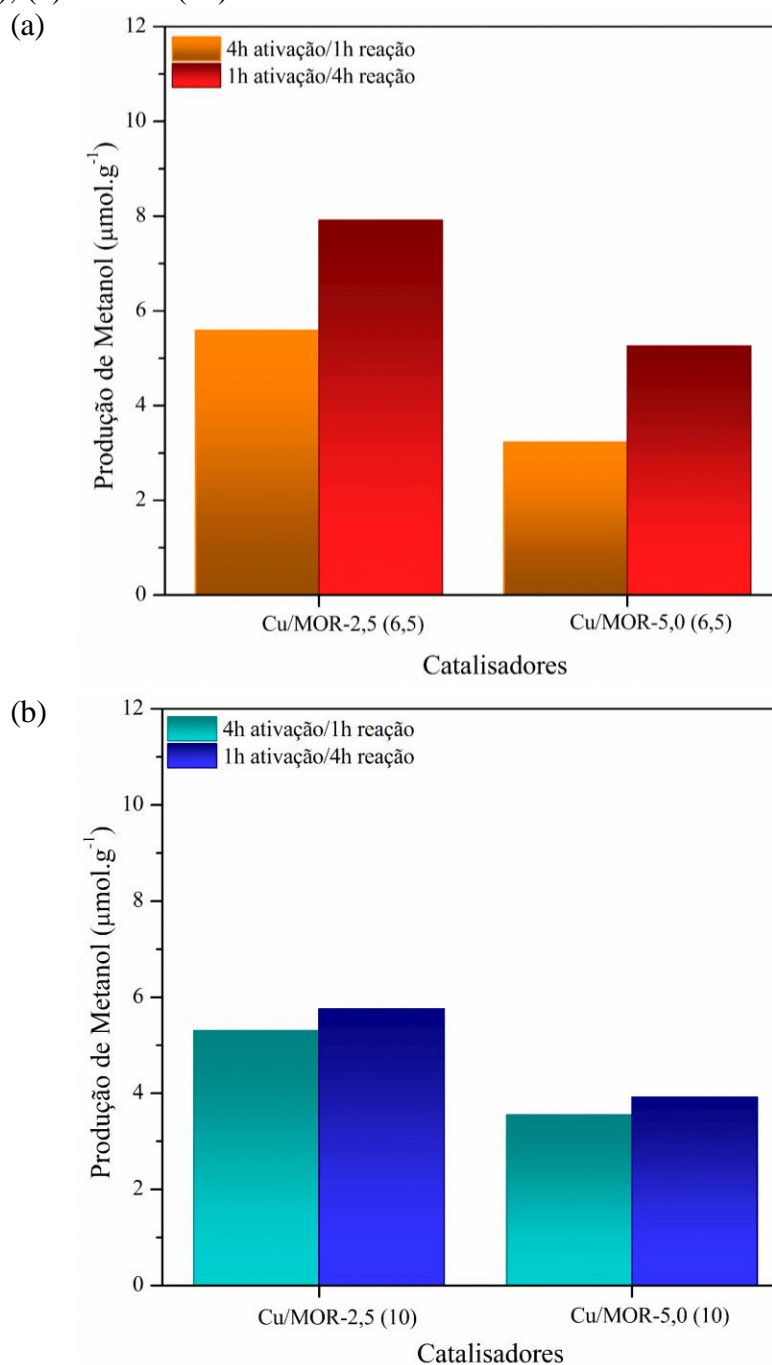 (a)
12
10
8
6
4
2
0
4h ativação/1h reação
1h ativação/4h reação
Produção de Metanol (μmol.g⁻¹)
Cu/MOR-2,5 (6,5) Cu/MOR-5,0 (6,5)
Catalisadores
(b)
12
10
8
6
4
2
0
4h ativação/1h reação
1h ativação/4h reação
Produção de Metanol (μmol.g⁻¹)
Cu/MOR-2,5 (10) Cu/MOR-5,0 (10)
Catalisadores